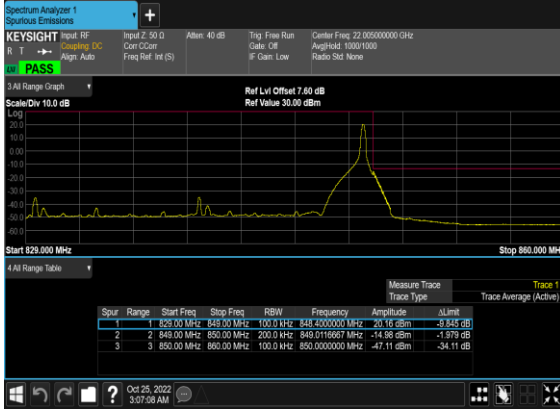 Spectrum Analyzer 1
Spurious Emissions
+
KEYSIGHT Input: RF Input Z: 50 Ω Atten: 40 dB Trig: Free Run Center Freq: 22.005000000 GHz
R T Coupling: DC Corr CCorr Gate: Off Avg|Hold: 1000/1000
Align: Auto Freq Ref: Int (S) IF Gain: Low Radio Std: None
PASS
3 All Range Graph
Ref Lvl Offset 7.60 dB
Scale/Div 10.0 dB Ref Value 30.00 dBm
Log
20.0
10.0
0.00
-10.0
-20.0
-30.0
-40.0
-50.0
-60.0
Start 829.000 MHz Stop 860.000 MH
4 All Range Table
Measure Trace Trace 1
Trace Type Trace Average (Active)
Spur Range Start Freq Stop Freq RBW Frequency Amplitude ΔLimit
1 1 829.00 MHz 849.00 MHz 100.0 kHz 848.4000000 MHz 20.16 dBm -9.845 dB
2 2 849.00 MHz 850.00 MHz 200.0 kHz 849.0116667 MHz -14.98 dBm -1.979 dB
3 3 850.00 MHz 860.00 MHz 100.0 kHz 850.0000000 MHz -47.11 dBm -34.11 dB
? Oct 25, 2022
3:07:08 AM